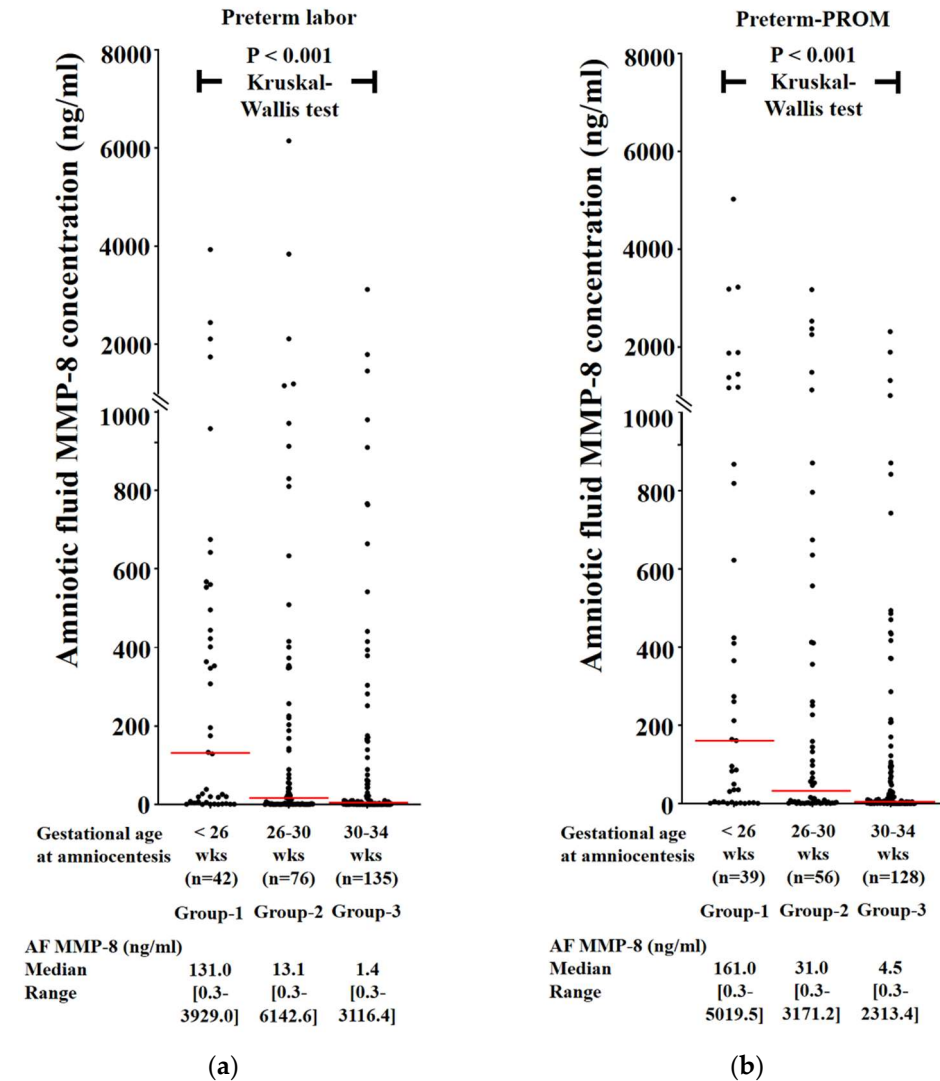 Preterm labor
P < 0.001
Kruskal-
Wallis test
Amniotic fluid MMP-8 concentration (ng/ml)
8000
6000
4000
2000
1000
800
600
400
200
0
Gestational age
at amniocentesis
< 26
wks
(n=42)
26-30
wks
(n=76)
30-34
wks
(n=135)
Group-1 Group-2 Group-3
AF MMP-8 (ng/ml)
Median 131.0 13.1 1.4
Range [0.3- [0.3- [0.3-
3929.0] 6142.6] 3116.4]
(a)
Preterm-PROM
P < 0.001
Kruskal-
Wallis test
Amniotic fluid MMP-8 concentration (ng/ml)
8000
6000
4000
2000
1000
800
600
400
200
0
Gestational age
at amniocentesis
< 26
wks
(n=39)
26-30
wks
(n=56)
30-34
wks
(n=128)
Group-1 Group-2 Group-3
AF MMP-8 (ng/ml)
Median 161.0 31.0 4.5
Range [0.3- [0.3- [0.3-
5019.5] 3171.2] 2313.4]
(b)